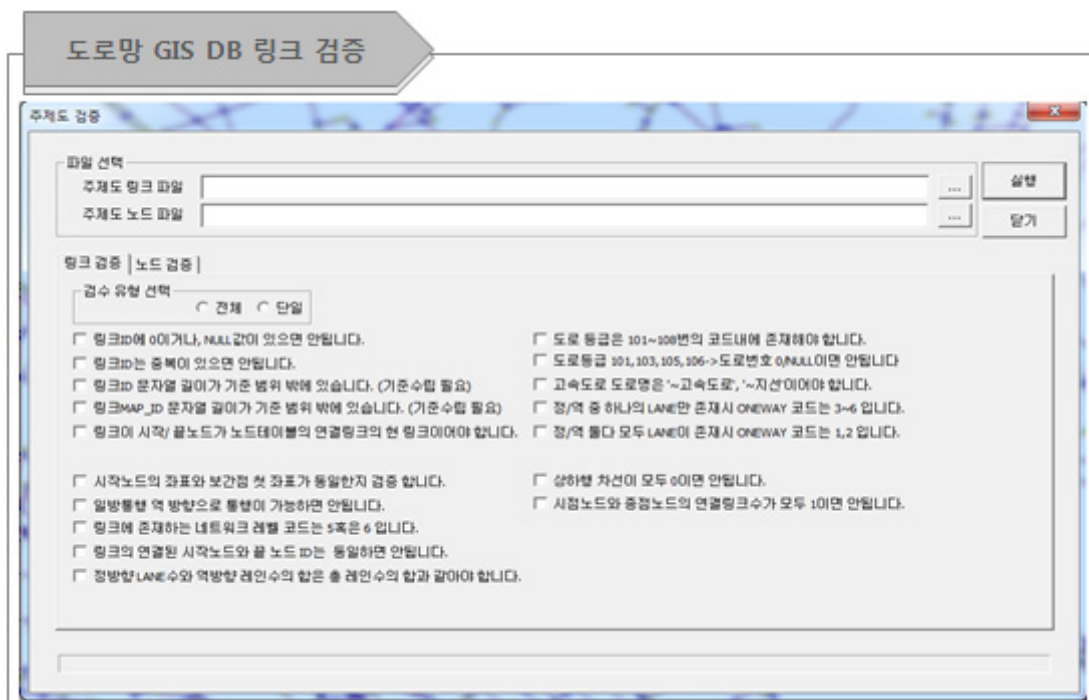 도로망 GIS DB 링크 검증
주제도 검증
파일 선택
주제도 링크 파일
...
실행
주제도 노드 파일
...
닫기
링크 검증
노드 검증
검수 유형 선택
전체
단일
링크ID에 0이거나, NULL값이 있으면 안됩니다.
링크ID는 중복이 있으면 안됩니다.
링크ID 문자열 길이가 기준 범위 밖에 있습니다. (기준수립 필요)
링크MAP_ID 문자열 길이가 기준 범위 밖에 있습니다. (기준수립 필요)
링크이 시작/ 끝노드가 노드테이블의 연결링크의 현 링크이어야 합니다.
시작노드의 좌표와 보간점 첫 좌표가 동일한지 검증 합니다.
일방통행 역 방향으로 통행이 가능하면 안됩니다.
링크에 존재하는 네트워크 레벨 코드는 5혹은 6 입니다.
링크의 연결된 시작노드와 끝 노드 ID는 동일하면 안됩니다.
정방향 LANE수와 역방향 레인수의 합은 총 레인수의 합과 같아야 합니다.
도로 등급은 101~108번의 코드내에 존재해야 합니다.
도로등급 101,103,105,106->도로번호 0/NULL이면 안됩니다
고속도로 도로명은 '~고속도로', '~지선'이어야 합니다.
정/역 중 하나의 LANE만 존재시 ONEWAY 코드는 3~6 입니다.
정/역 둘다 모두 LANE이 존재시 ONEWAY 코드는 1,2 입니다.
상하행 차선이 모두 0이면 안됩니다.
시점노드와 종점노드의 연결링크수가 모두 1이면 안됩니다.